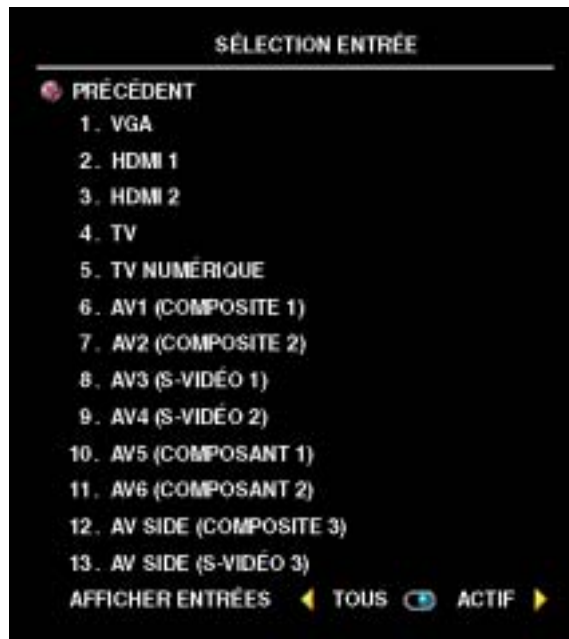 SÉLECTION ENTRÉE
PRÉCÉDENT
1. VGA
2. HDMI 1
3. HDMI 2
4. TV
5. TV NUMÉRIQUE
6. AV1 (COMPOSITE 1)
7. AV2 (COMPOSITE 2)
8. AV3 (S-VIDÉO 1)
9. AV4 (S-VIDÉO 2)
10. AV5 (COMPOSANT 1)
11. AV6 (COMPOSANT 2)
12. AV SIDE (COMPOSITE 3)
13. AV SIDE (S-VIDÉO 3)
AFFICHER ENTRÉES TOUS ACTIF